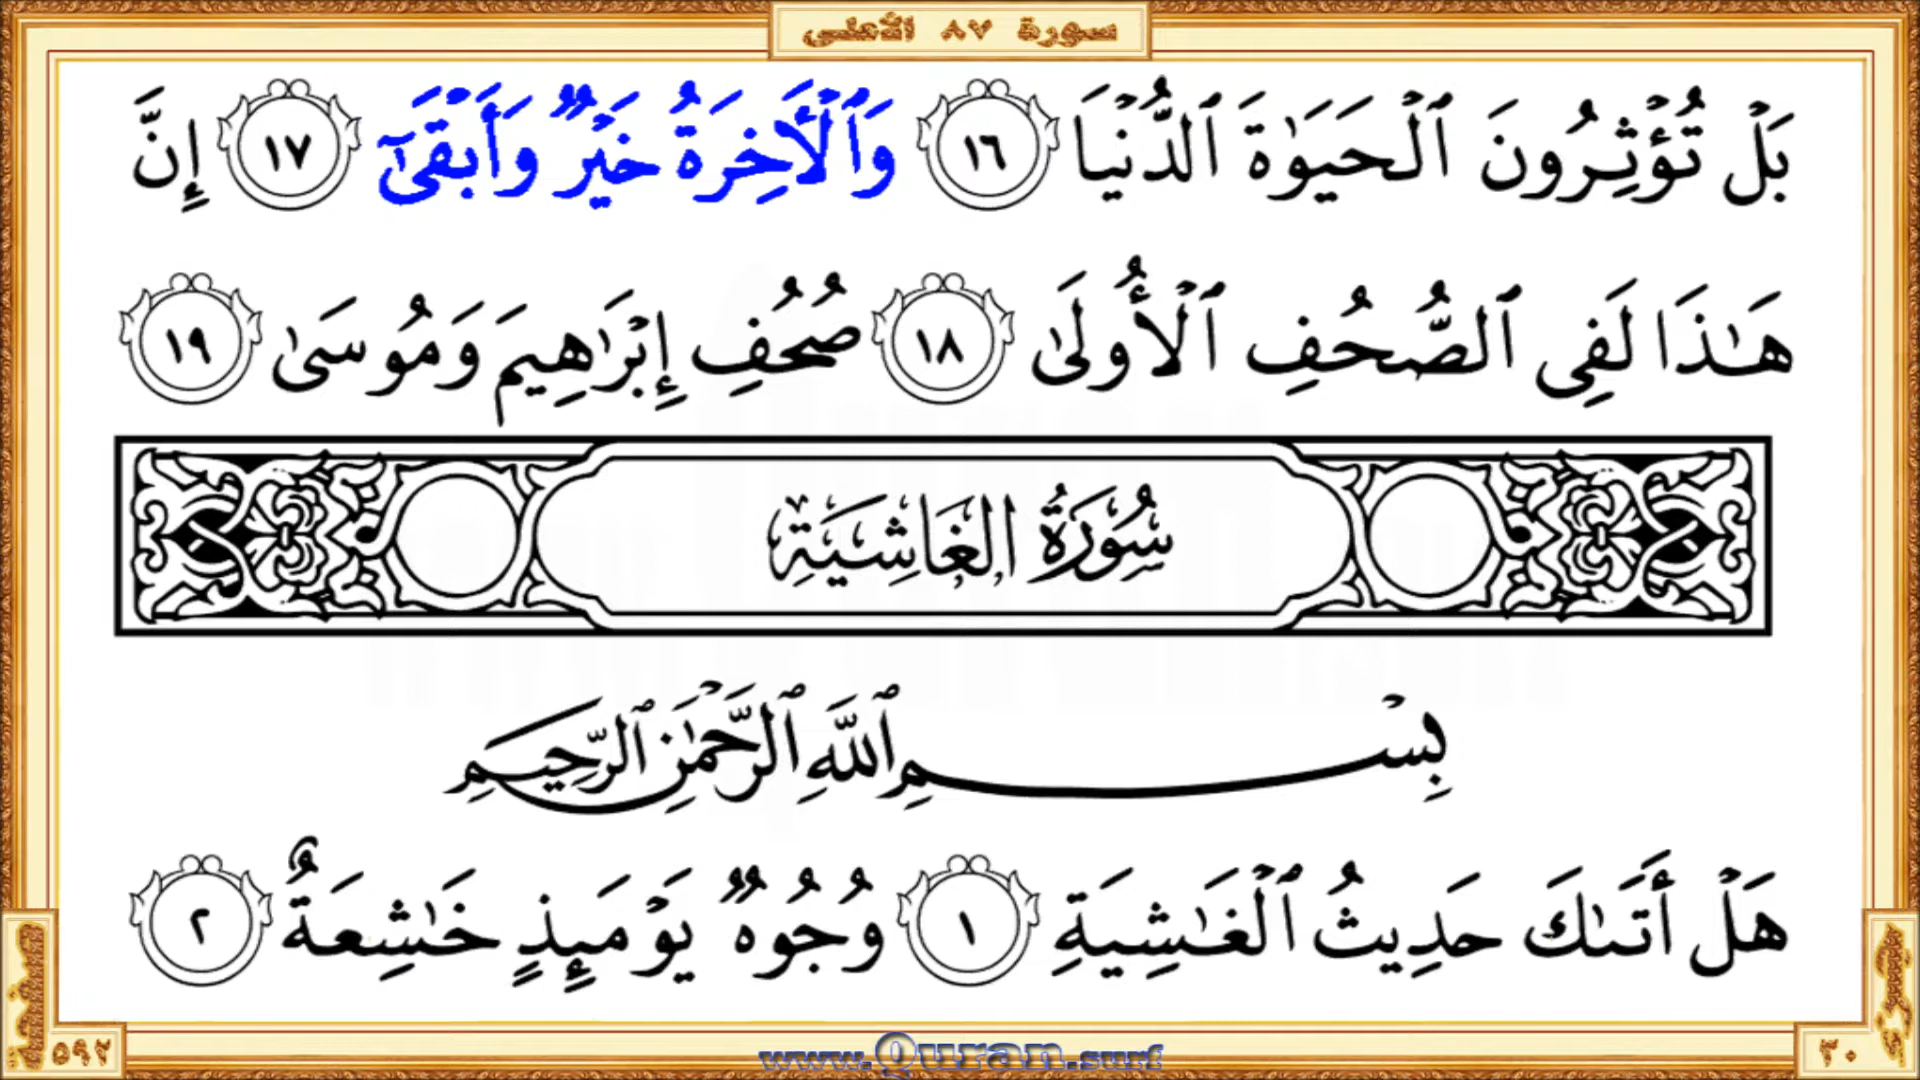 سورة ٨٧ الأعلى
بَلْ تُؤْثِرُونَ ٱلْحَيَوٰةَ ٱلدُّنْيَا ١٦ وَٱلْأَخِرَةُ خَيْرٌ وَأَبْقَىٰٓ ١٧ إِنَّ
هَـٰذَا لَفِى ٱلصُّحُفِ ٱلْأُولَىٰ ١٨ صُحُفِ إِبْرَٰهِيمَ وَمُوسَىٰ ١٩
سُورَةُ الغَاشِيَةِ
بِسْمِ ٱللَّهِ ٱلرَّحْمَـٰنِ ٱلرَّحِيمِ
هَلْ أَتَىٰكَ حَدِيثُ ٱلْغَـٰشِيَةِ ١ وُجُوهٌ يَوْمَئِذٍ خَـٰشِعَةٌ ٢
الصفحة ٥٩٢
٣٠
www.Quran.surf